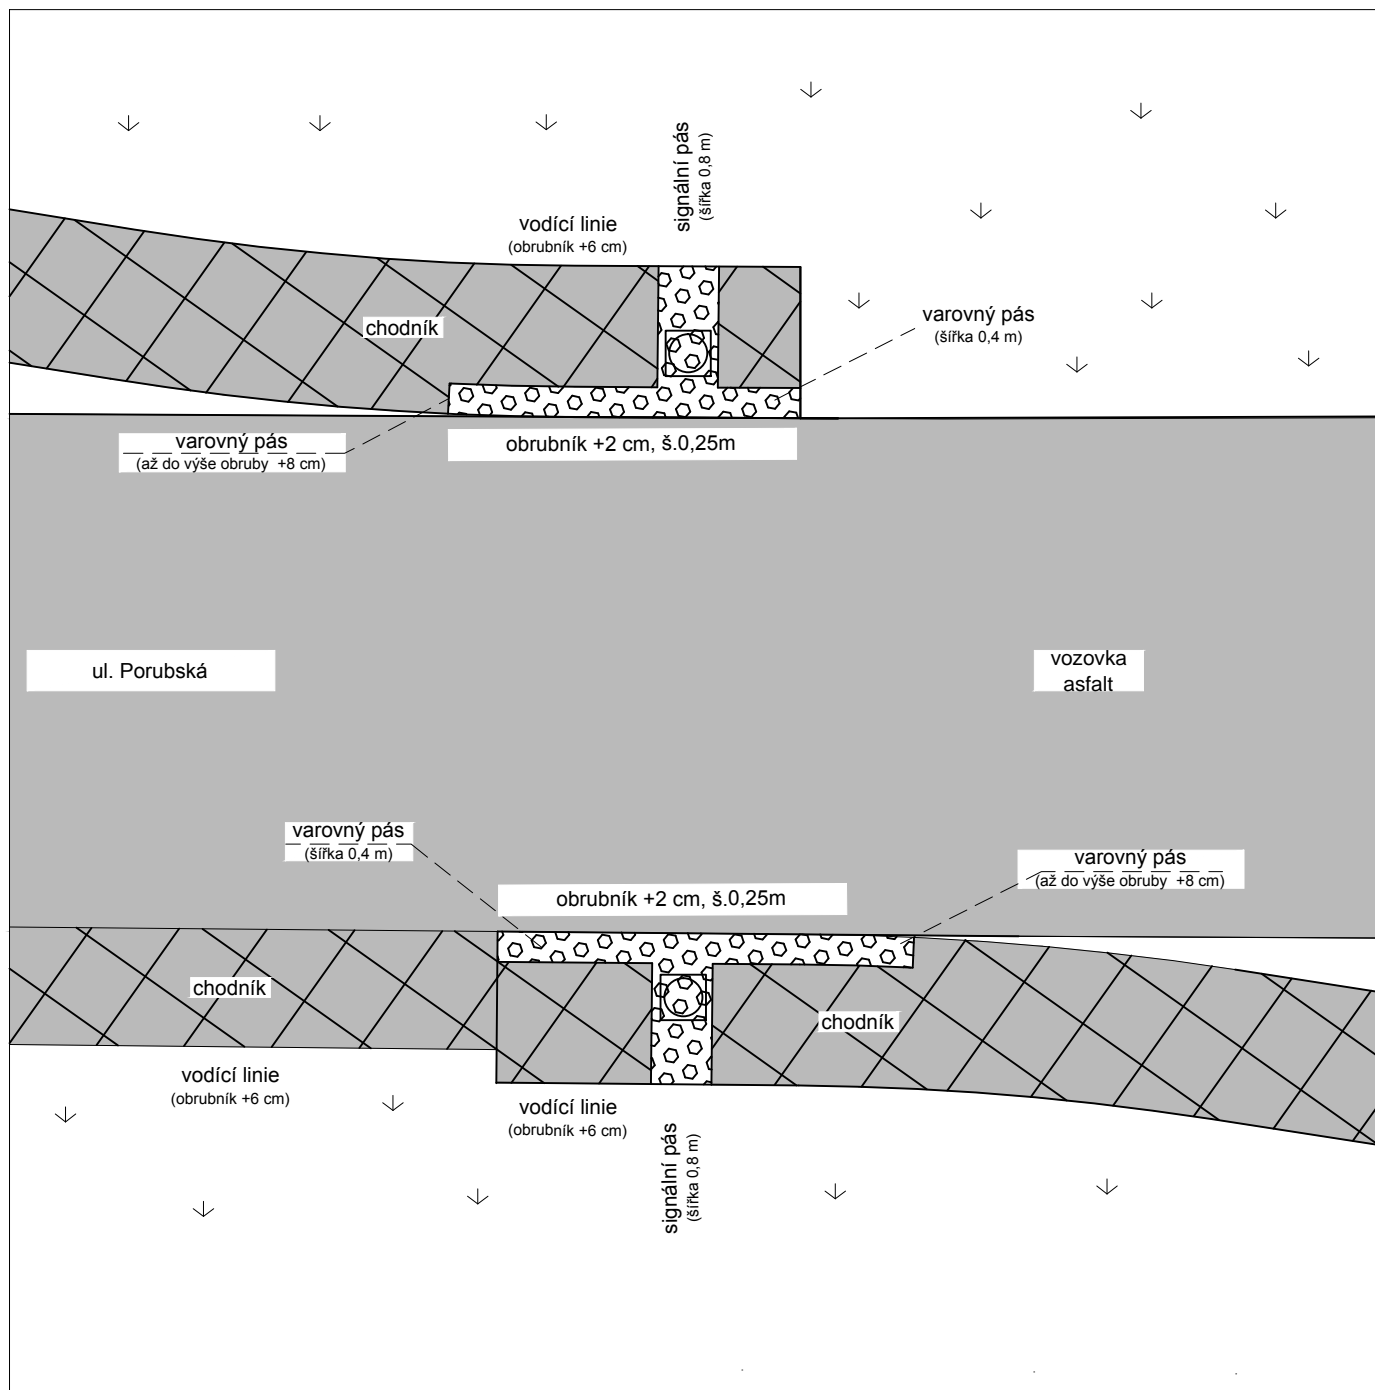 signální pás
(šířka 0,8 m)
vodící linie
(obrubník +6 cm)
chodník
varovný pás
(šířka 0,4 m)
varovný pás
(až do výše obruby +8 cm)
obrubník +2 cm, š.0,25m
ul. Porubská
vozovka
asfalt
varovný pás
(šířka 0,4 m)
varovný pás
(až do výše obruby +8 cm)
obrubník +2 cm, š.0,25m
chodník
chodník
vodící linie
(obrubník +6 cm)
vodící linie
(obrubník +6 cm)
signální pás
(šířka 0,8 m)